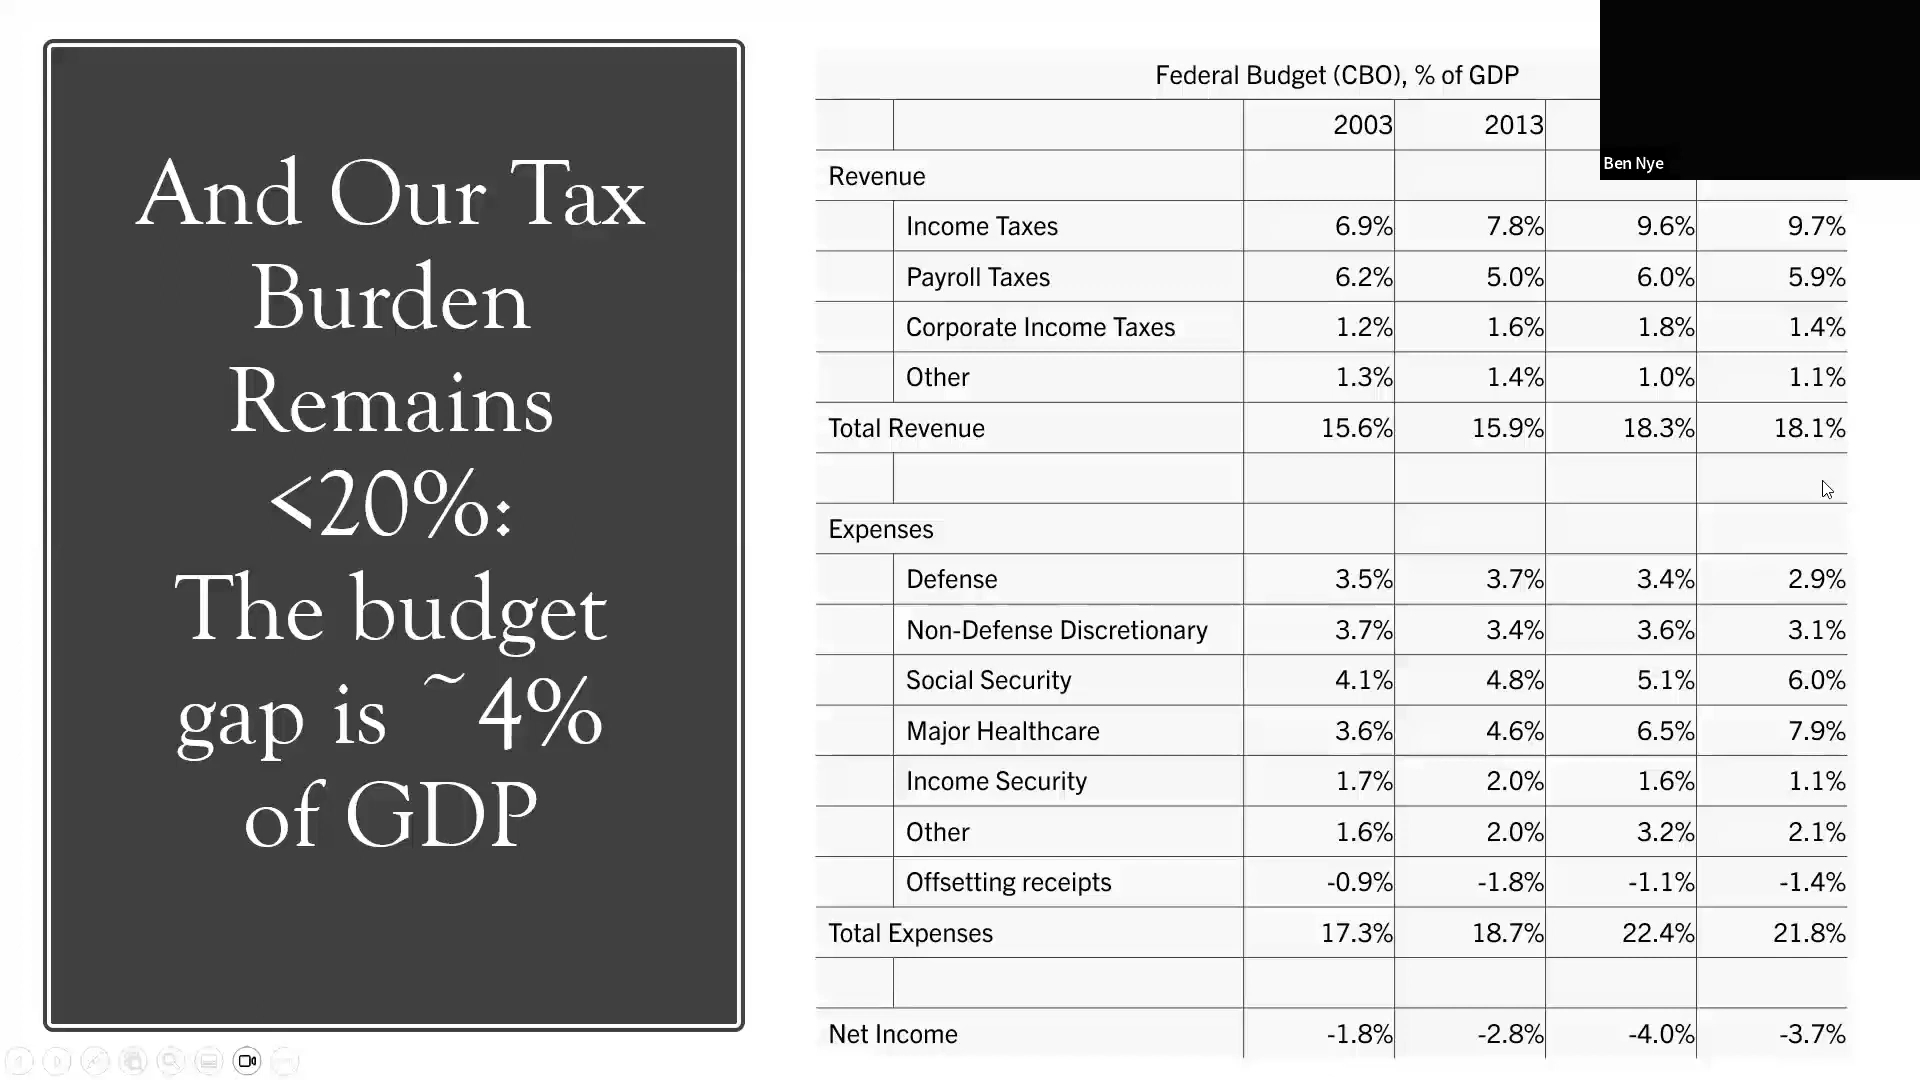 And Our Tax
Burden
Remains
<20%:
The budget
gap is ~4%
of GDP
Federal Budget (CBO), % of GDP
2003 2013
Revenue
Income Taxes 6.9% 7.8% 9.6% 9.7%
Payroll Taxes 6.2% 5.0% 6.0% 5.9%
Corporate Income Taxes 1.2% 1.6% 1.8% 1.4%
Other 1.3% 1.4% 1.0% 1.1%
Total Revenue 15.6% 15.9% 18.3% 18.1%
Expenses
Defense 3.5% 3.7% 3.4% 2.9%
Non-Defense Discretionary 3.7% 3.4% 3.6% 3.1%
Social Security 4.1% 4.8% 5.1% 6.0%
Major Healthcare 3.6% 4.6% 6.5% 7.9%
Income Security 1.7% 2.0% 1.6% 1.1%
Other 1.6% 2.0% 3.2% 2.1%
Offsetting receipts -0.9% -1.8% -1.1% -1.4%
Total Expenses 17.3% 18.7% 22.4% 21.8%
Net Income -1.8% -2.8% -4.0% -3.7%
Ben Nye